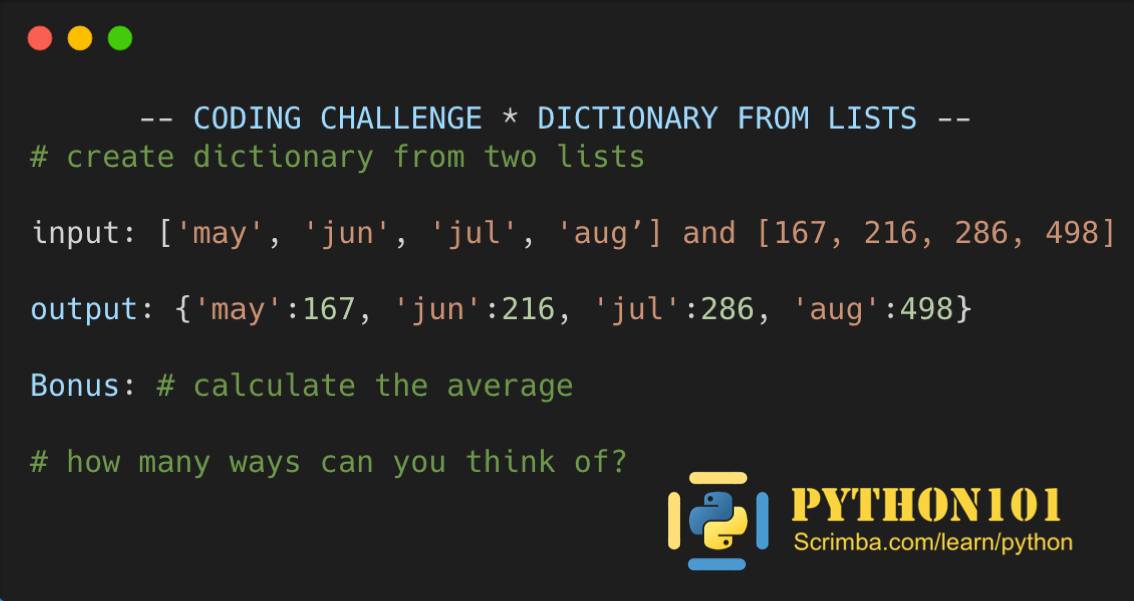 -- CODING CHALLENGE * DICTIONARY FROM LISTS --
# create dictionary from two lists
input: ['may', 'jun', 'jul', 'aug’] and [167, 216, 286, 498]
output: {'may':167, 'jun':216, 'jul':286, 'aug':498}
Bonus: # calculate the average
# how many ways can you think of?
PYTHON101
Scrimba.com/learn/python